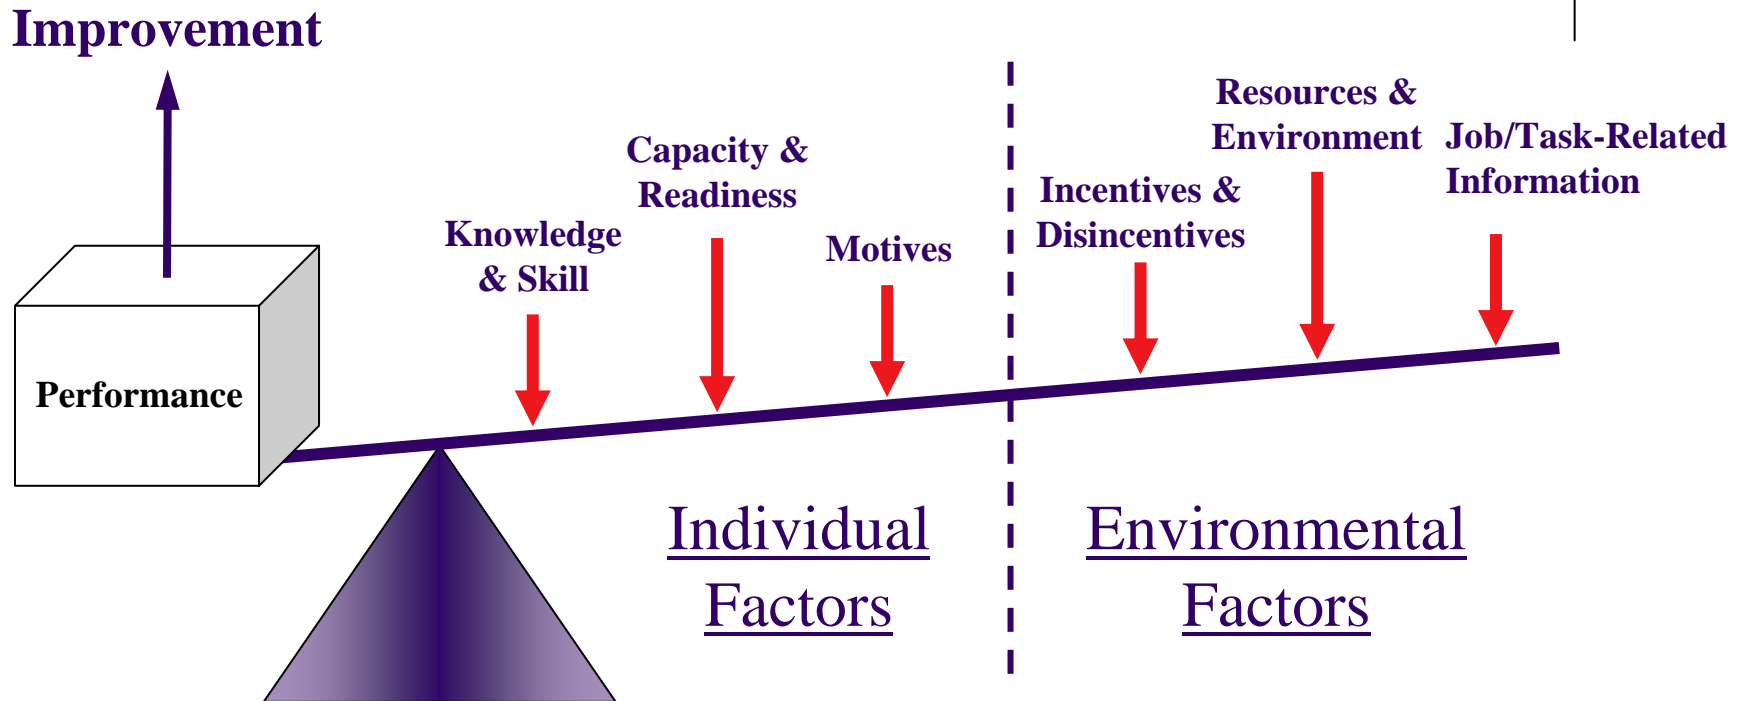 Improvement
Performance
Knowledge
& Skill
Capacity &
Readiness
Motives
Incentives &
Disincentives
Resources &
Environment
Job/Task-Related
Information
Individual
Factors
Environmental
Factors